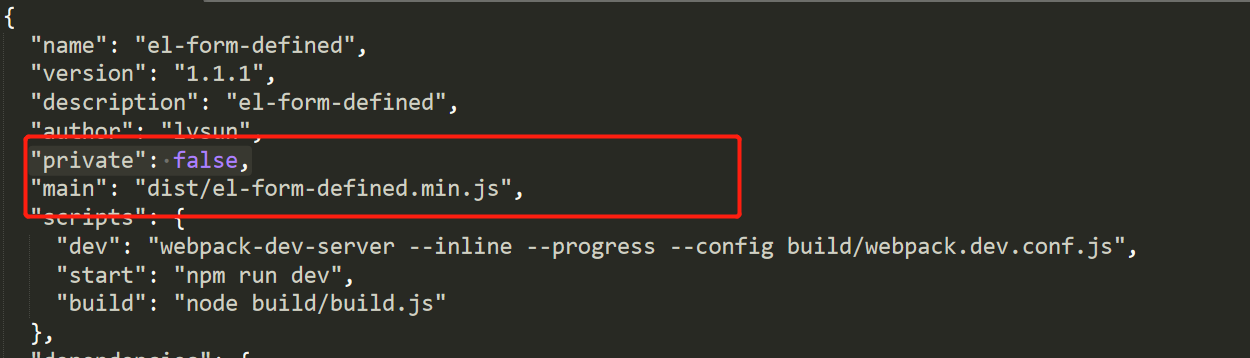 {
"name": "el-form-defined",
"version": "1.1.1",
"description": "el-form-defined",
"author": "lysun",
"private": false,
"main": "dist/el-form-defined.min.js",
"scripts": {
"dev": "webpack-dev-server --inline --progress --config build/webpack.dev.conf.js",
"start": "npm run dev",
"build": "node build/build.js"
},
"dependencies": {